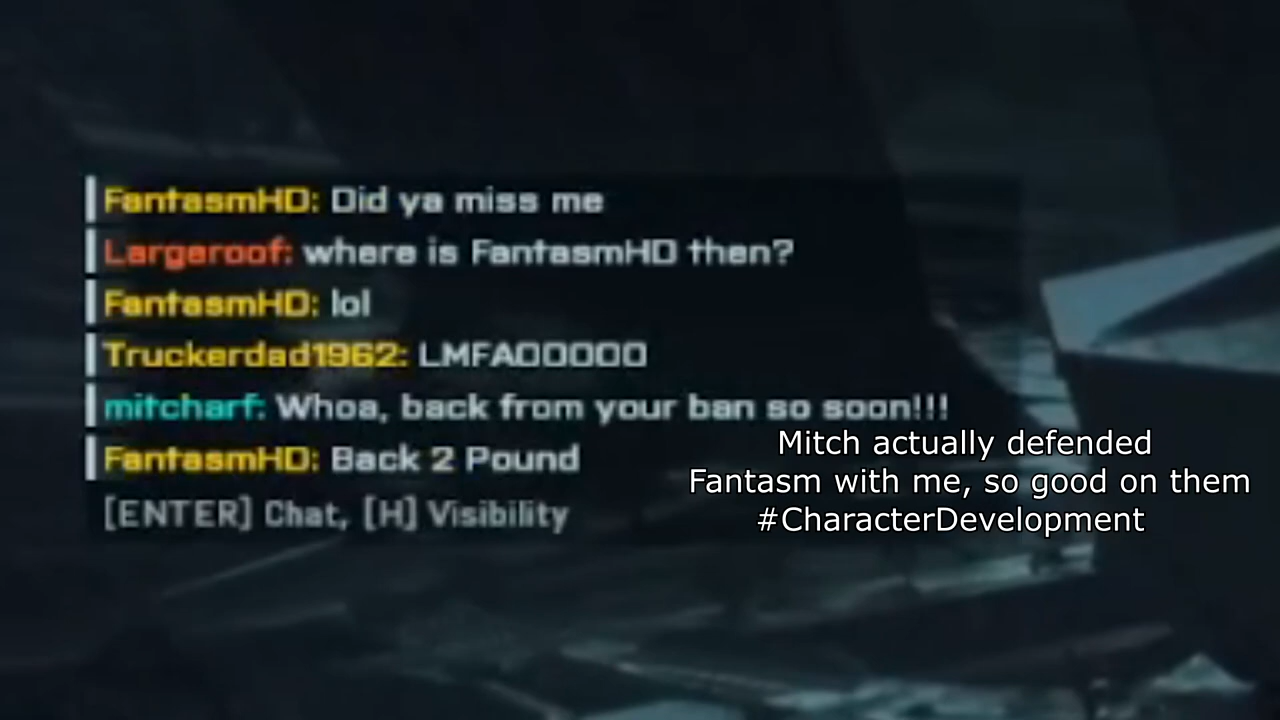 FantasmHD: Did ya miss me
Largeroof: where is FantasmHD then?
FantasmHD: lol
Truckerdad1962: LMFAOOOOO
mitcharf: Whoa, back from your ban so soon!!!
FantasmHD: Back 2 Pound
[ENTER] Chat, [H] Visibility
Mitch actually defended
Fantasm with me, so good on them
#CharacterDevelopment